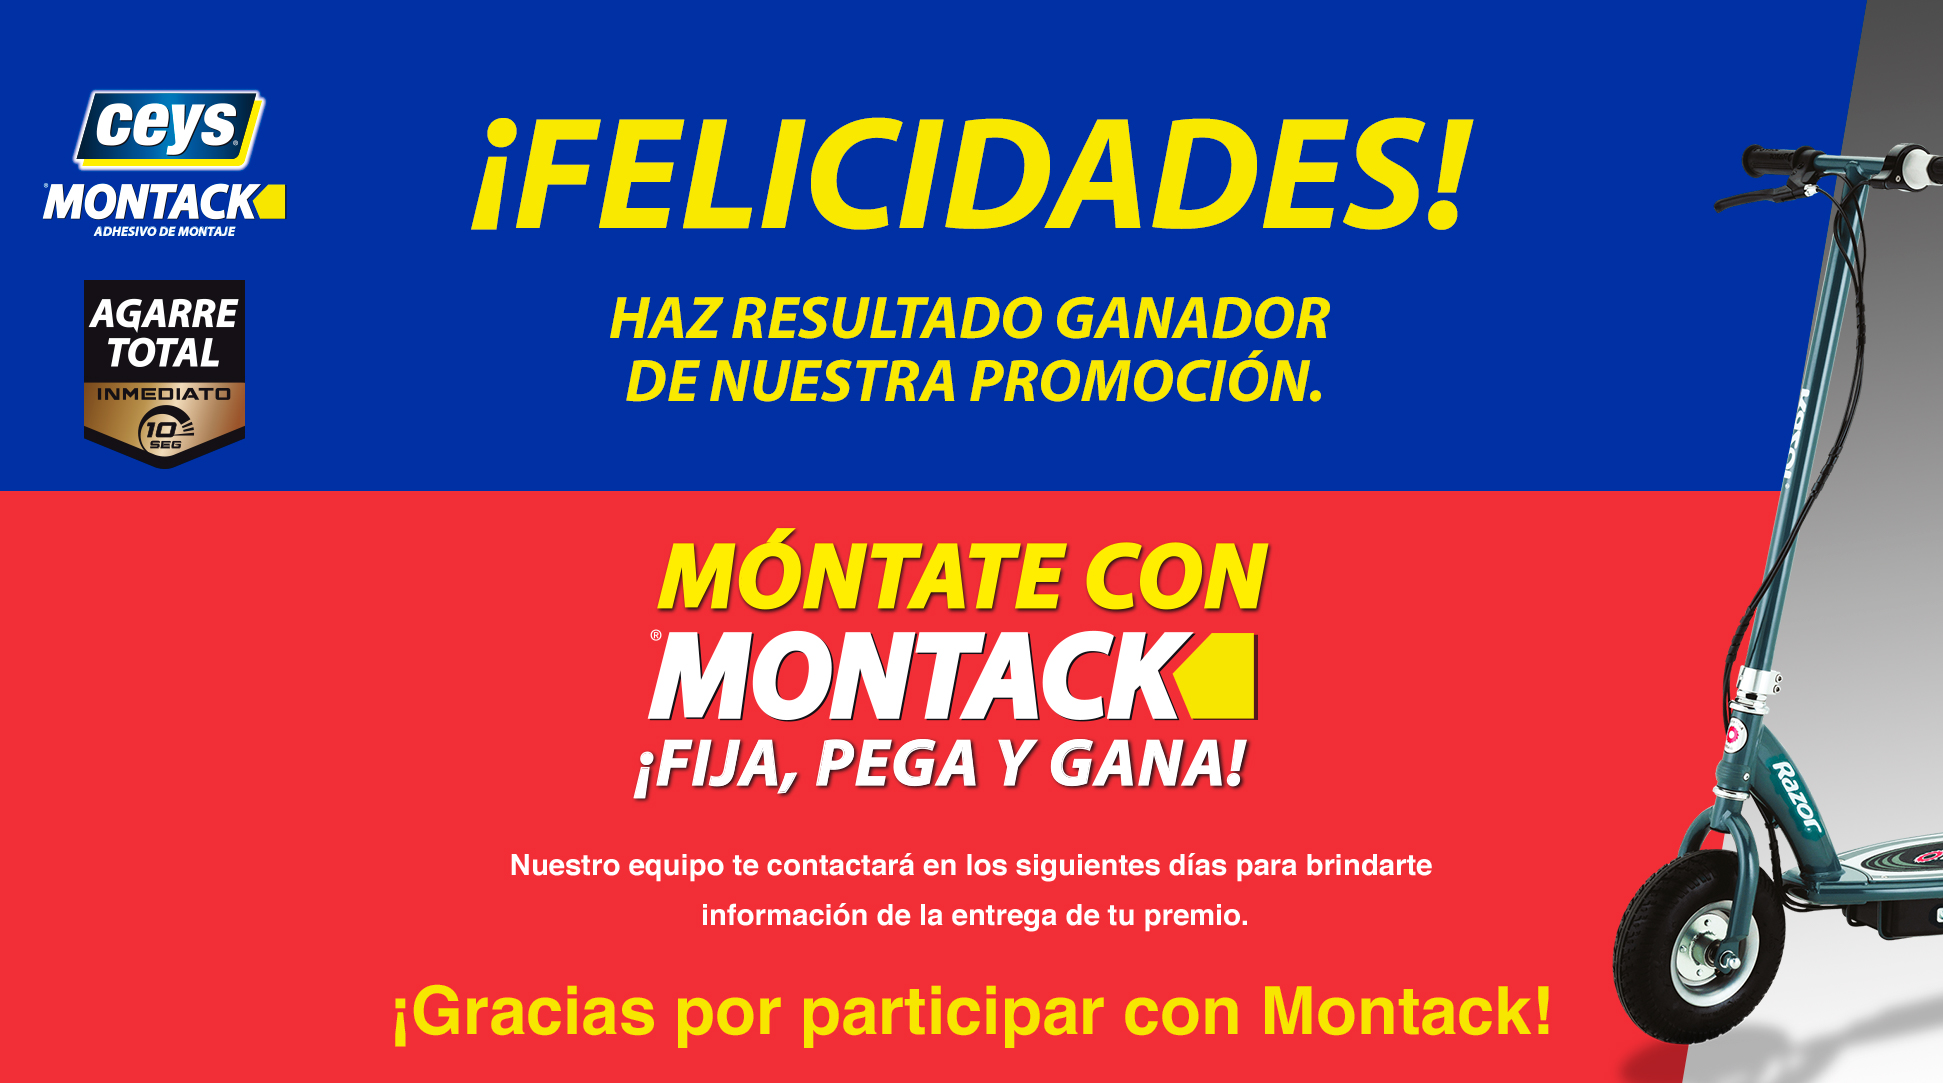 ceys®
®MONTACK
ADHESIVO DE MONTAJE
AGARRE
TOTAL
INMEDIATO
10
SEG
¡FELICIDADES!
HAZ RESULTADO GANADOR
DE NUESTRA PROMOCIÓN.
MÓNTATE CON
®MONTACK
¡FIJA, PEGA Y GANA!
Nuestro equipo te contactará en los siguientes días para brindarte
información de la entrega de tu premio.
¡Gracias por participar con Montack!
Razor